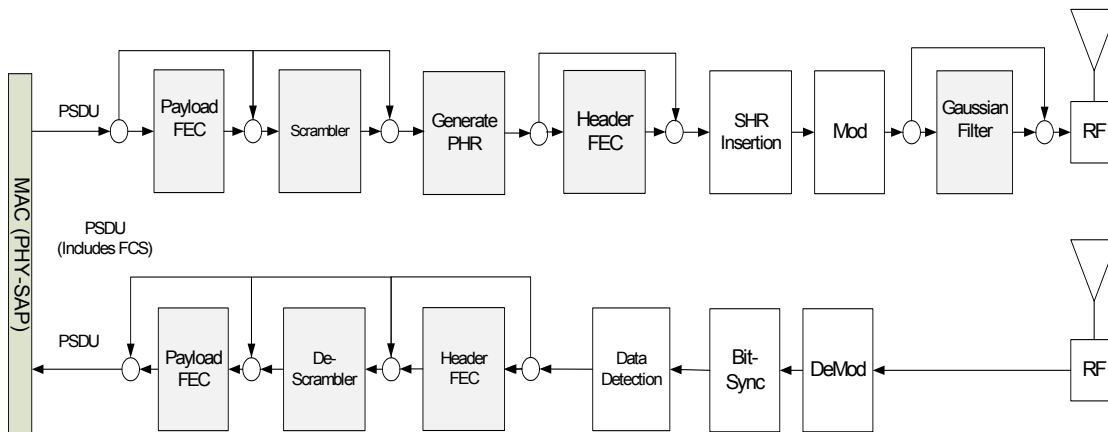 MAC (PHY-SAP)
PSDU
Payload
FEC
Scrambler
Generate
PHR
Header
FEC
SHR
Insertion
Mod
Gaussian
Filter
RF
PSDU
(Includes FCS)
PSDU
Payload
FEC
De-
Scrambler
Header
FEC
Data
Detection
Bit-
Sync
DeMod
RF